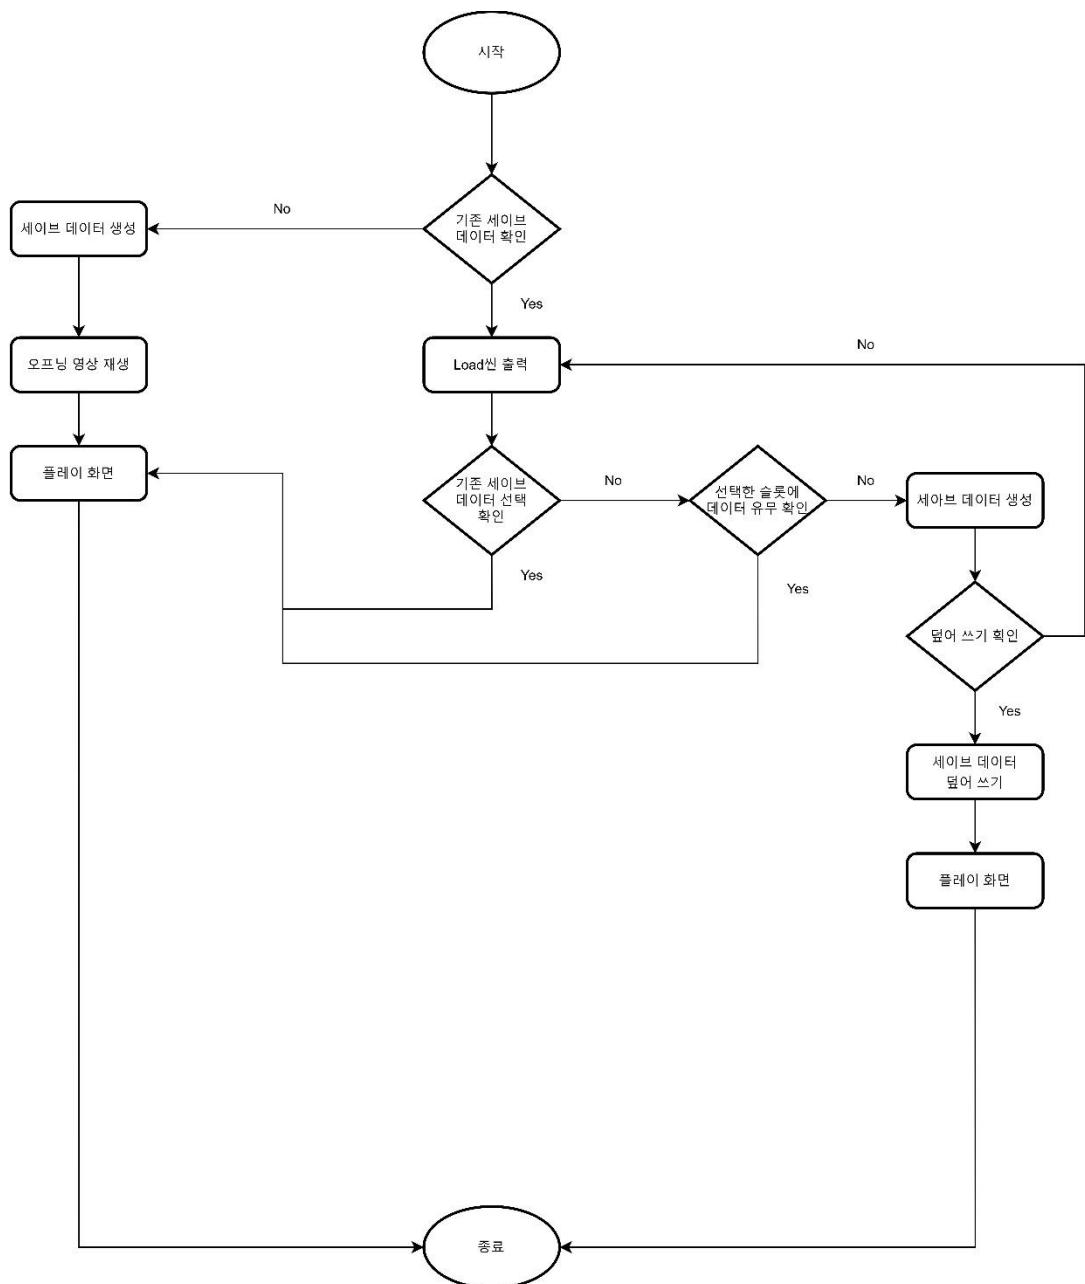 시작
No
세이브 데이터 생성
기존 세이브
데이터 확인
Yes
오프닝 영상 재생
Load씬 출력
No
플레이 화면
기존 세이브
데이터 선택
확인
No
선택한 슬롯에
데이터 유무 확인
No
세아브 데이터 생성
Yes
Yes
덮어 쓰기 획인
Yes
세이브 데이터
덮어 쓰기
플레이 화면
종료